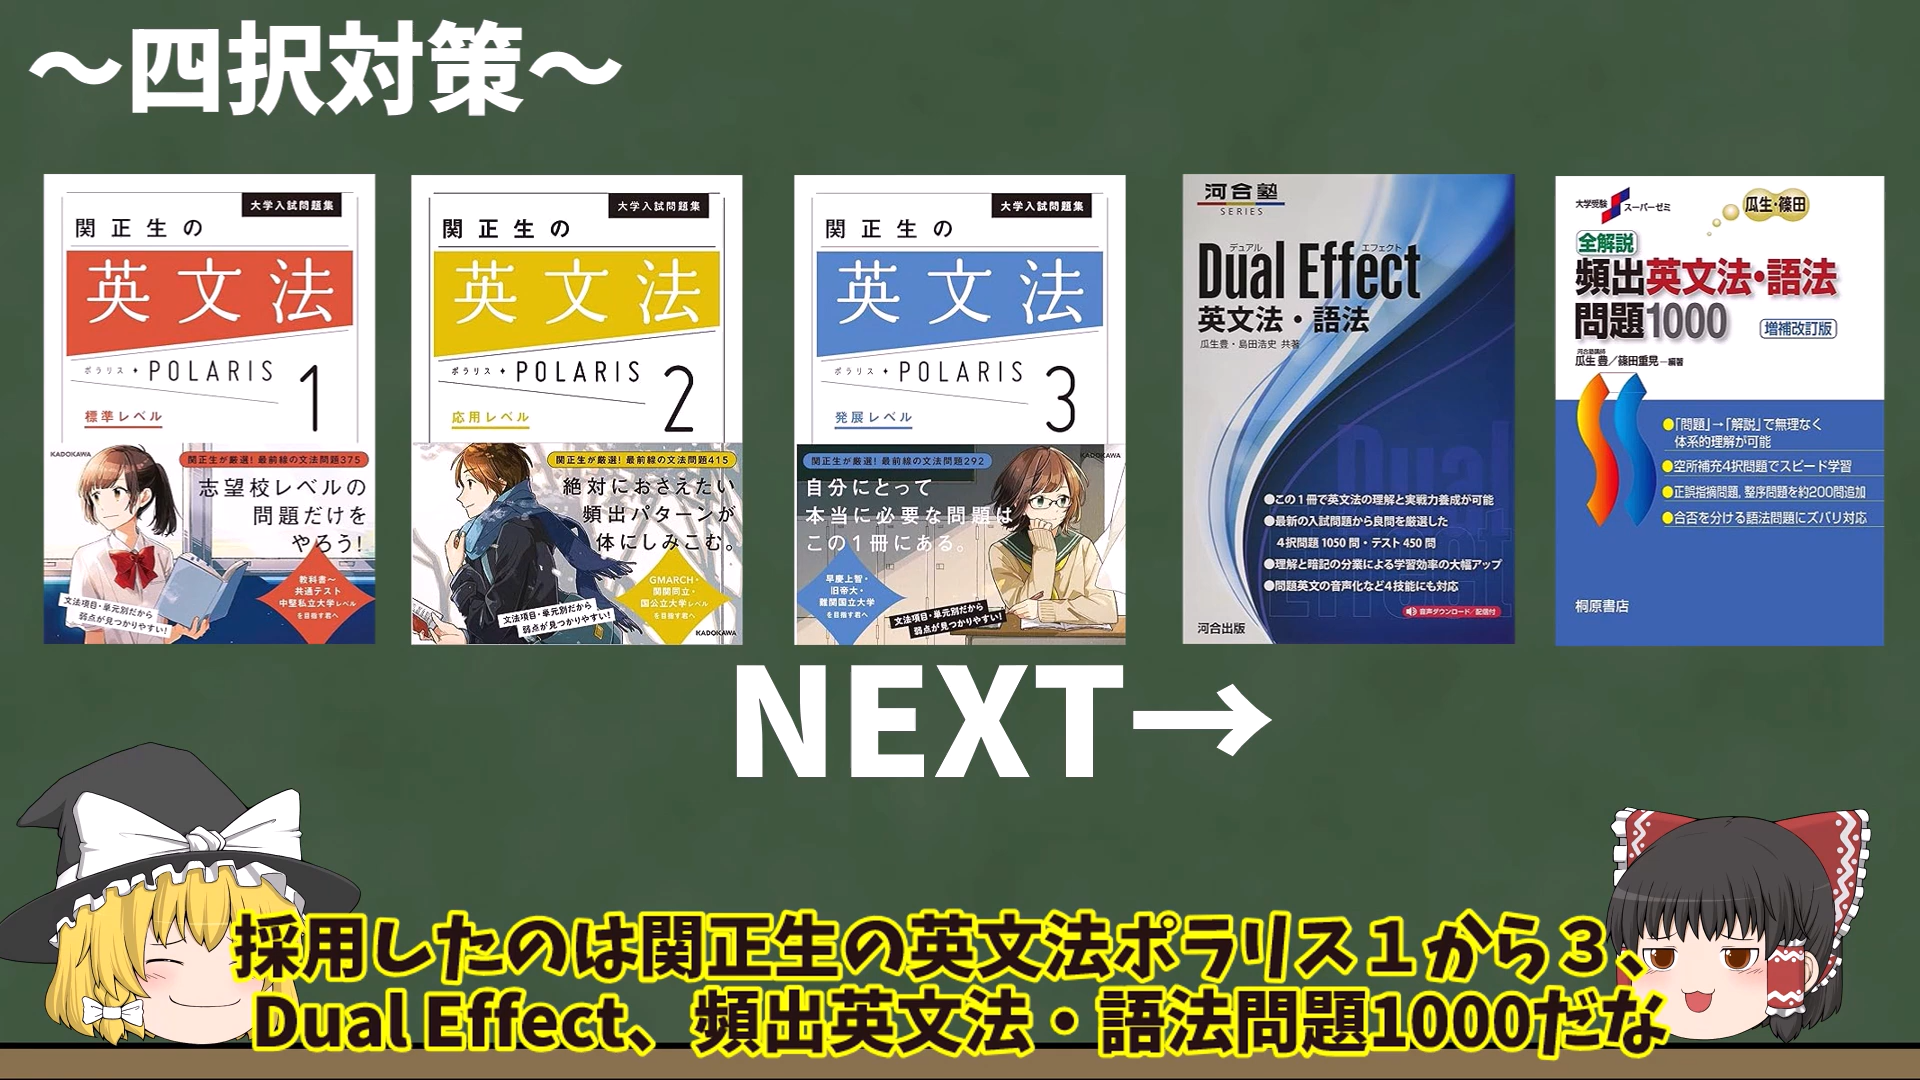 ～四択対策～
大学入試問題集
関正生の
英文法
ポラリス+POLARIS 1
標準レベル
KADOKAWA
関正生が厳選! 最前線の文法問題375
志望校レベルの
問題だけを
やろう!
教科書～
共通テスト
中堅私立大学レベル
を目指す君へ
文法項目・単元別だから
弱点が見つかりやすい!
大学入試問題集
関正生の
英文法
ポラリス+POLARIS 2
応用レベル
関正生が厳選! 最前線の文法問題415
絶対におさえたい
頻出パターンが
体にしみこむ。
GMARCH・
関関同立・
国公立大学レベル
を目指す君へ
文法項目・単元別だから
弱点が見つかりやすい!
KADOKAWA
大学入試問題集
関正生の
英文法
ポラリス+POLARIS 3
発展レベル
KADOKAWA
関正生が厳選! 最前線の文法問題292
自分にとって
本当に必要な問題は
この1冊にある。
早慶上智・
旧帝大・
難関国立大学
を目指す君へ
文法項目・単元別だから
弱点が見つかりやすい!
河合塾
SERIES
デュアル エフェクト
Dual Effect
英文法・語法
瓜生豊・島田浩史 共著
●この1冊で英文法の理解と実戦力養成が可能
●最新の入試問題から良問を厳選した
4択問題1050問・テスト450問
●理解と暗記の分業による学習効率の大幅アップ
●問題英文の音声化など4技能にも対応
音声ダウンロード/配信付
河合出版
大学受験 スーパーゼミ
瓜生・篠田
全解説
頻出英文法・語法
問題1000
増補改訂版
河合塾講師
瓜生 豊/篠田重晃―編著
●「問題」→「解説」で無理なく
体系的理解が可能
●空所補充4択問題でスピード学習
●正誤指摘問題，整序問題を約200問追加
●合否を分ける語法問題にズバリ対応
桐原書店
NEXT→
採用したのは関正生の英文法ポラリス１から３、
Dual Effect、頻出英文法・語法問題1000だな